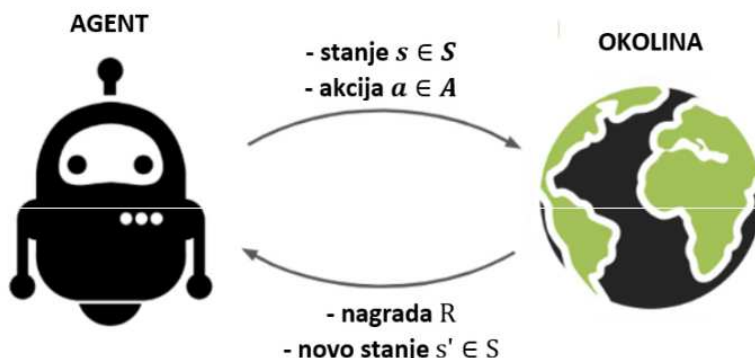 AGENT
- stanje s ∈ S
- akcija a ∈ A
OKOLINA
- nagrada R
- novo stanje s' ∈ S